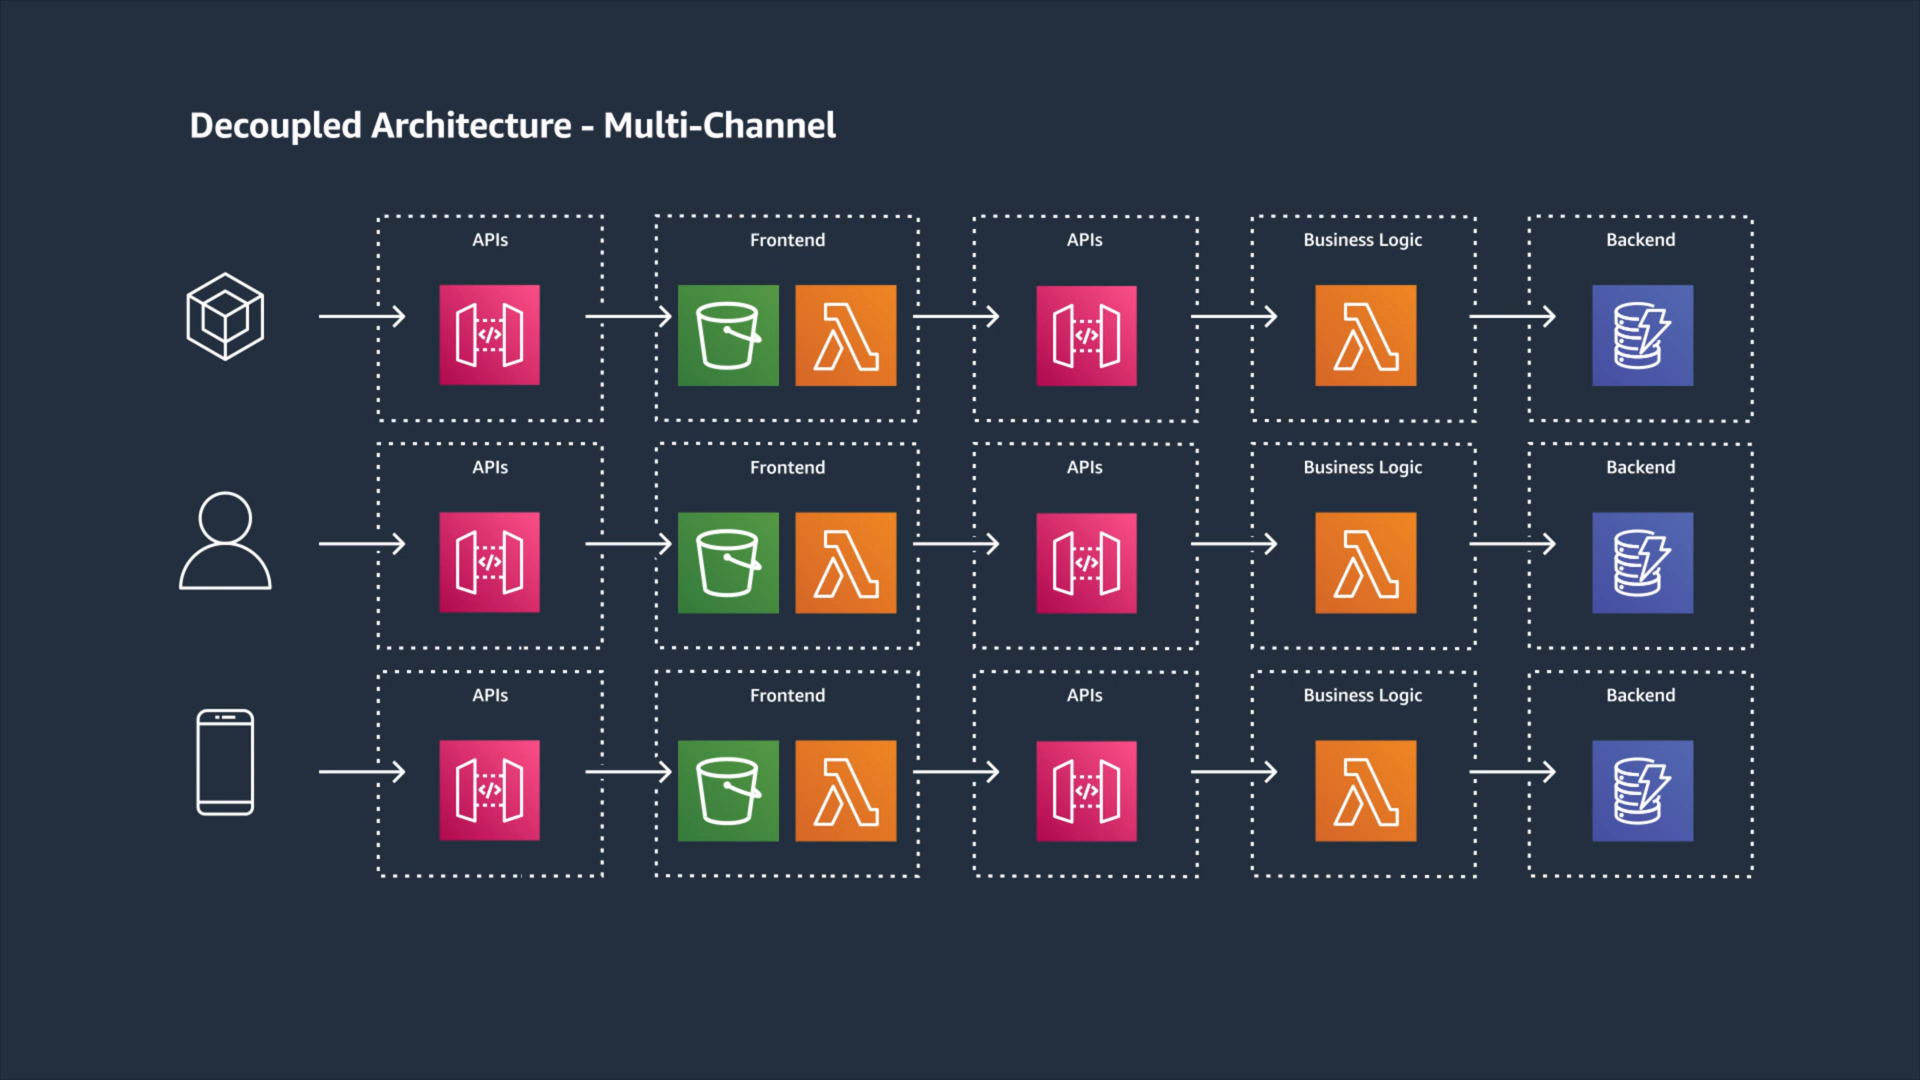 Decoupled Architecture - Multi-Channel
APIs Frontend APIs Business Logic Backend
</> </>
APIs Frontend APIs Business Logic Backend
</> </>
APIs Frontend APIs Business Logic Backend
</> </>